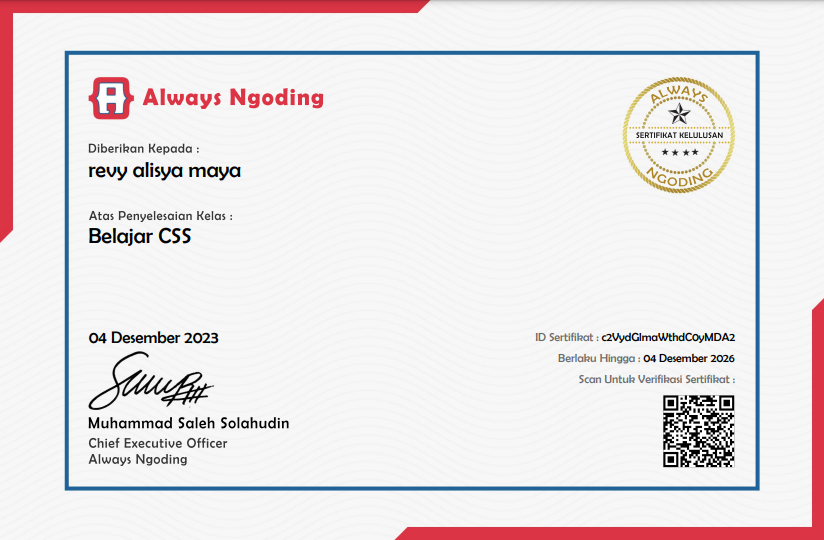 Always Ngoding
ALWAYS
SERTIFIKAT KELULUSAN
NGODING
Diberikan Kepada :
revy alisya maya
Atas Penyelesaian Kelas :
Belajar CSS
04 Desember 2023
Muhammad Saleh Solahudin
Chief Executive Officer
Always Ngoding
ID Sertifikat : c2VydGlmaWthdC0yMDA2
Berlaku Hingga : 04 Desember 2026
Scan Untuk Verifikasi Sertifikat :